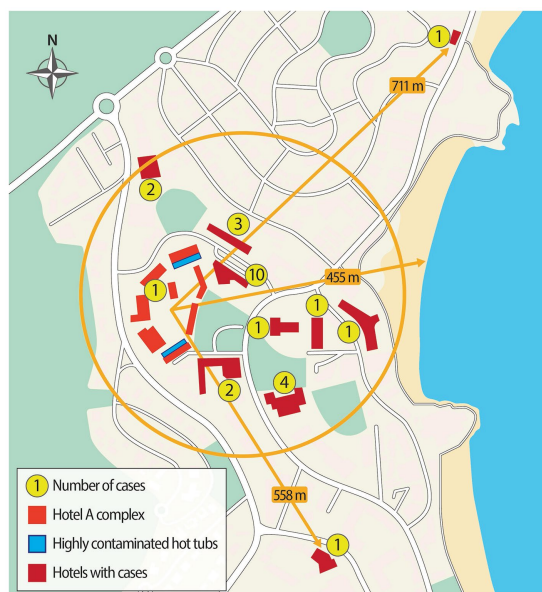 N
1
711 m
2
3
10
455 m
1
1
1
1
2
4
558 m
1
1 Number of cases
Hotel A complex
Highly contaminated hot tubs
Hotels with cases